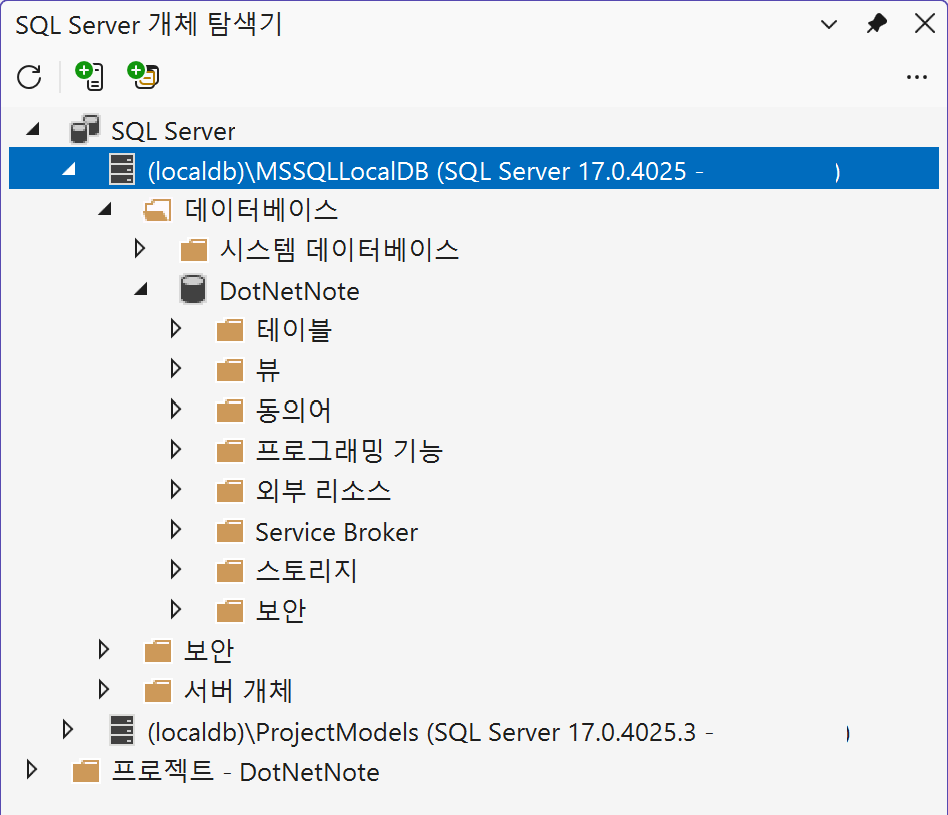 SQL Server 개체 탐색기
SQL Server
(localdb)\MSSQLLocalDB (SQL Server 17.0.4025 - )
데이터베이스
시스템 데이터베이스
DotNetNote
테이블
뷰
동의어
프로그래밍 기능
외부 리소스
Service Broker
스토리지
보안
보안
서버 개체
(localdb)\ProjectModels (SQL Server 17.0.4025.3 - )
프로젝트 - DotNetNote